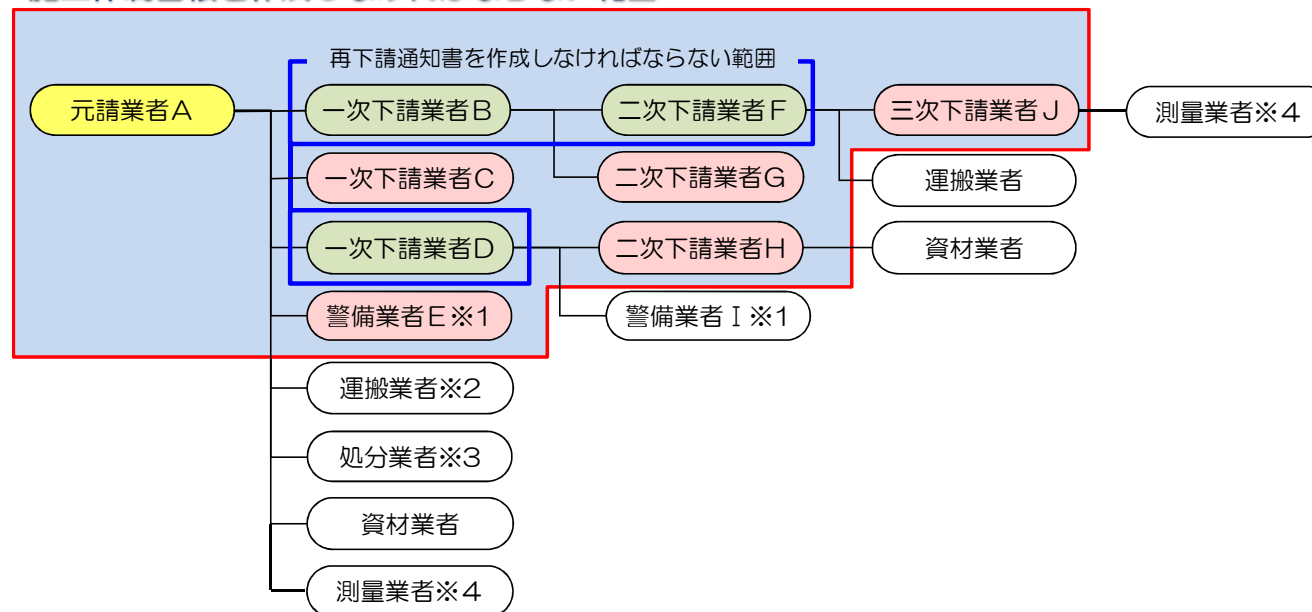 再下請通知書を作成しなければならない範囲
元請業者A
一次下請業者B
二次下請業者F
三次下請業者J
測量業者※4
一次下請業者C
二次下請業者G
運搬業者
一次下請業者D
二次下請業者H
資材業者
警備業者E※1
警備業者I※1
運搬業者※2
処分業者※3
資材業者
測量業者※4